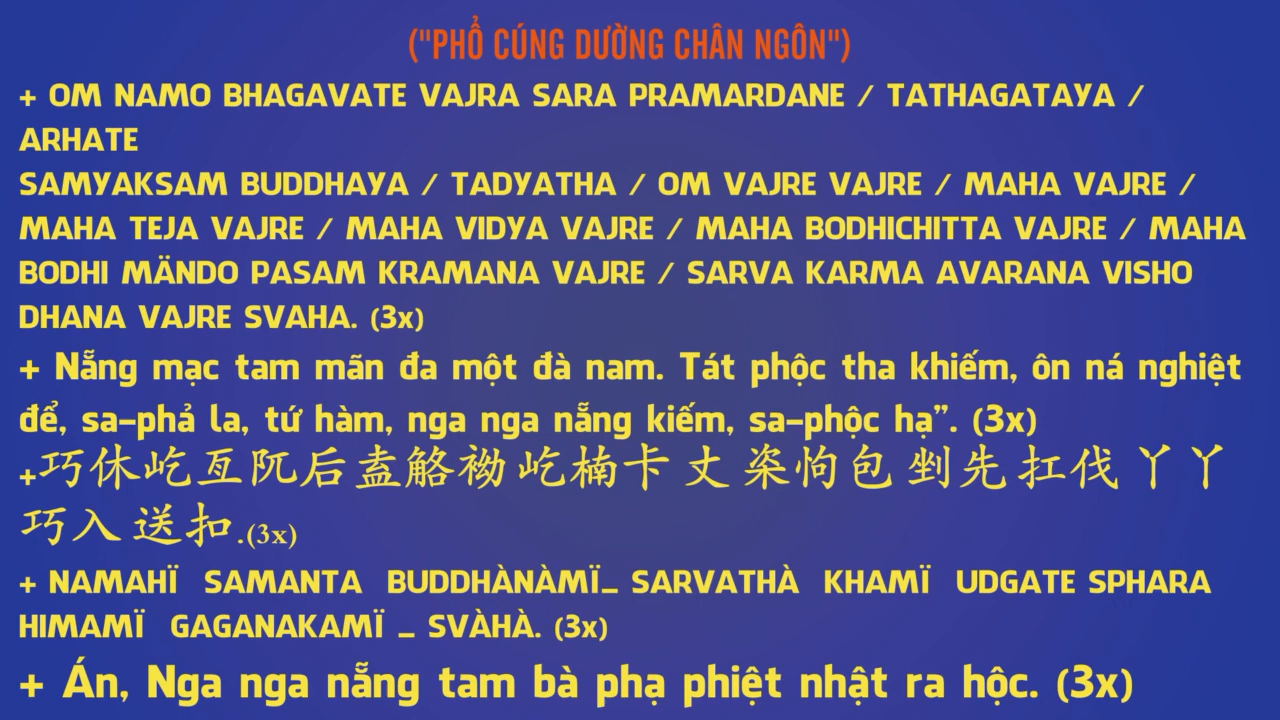 ("PHỔ CÚNG DƯỜNG CHÂN NGÔN")
+ OM NAMO BHAGAVATE VAJRA SARA PRAMARDANE / TATHAGATAYA /
ARHATE
SAMYAKSAM BUDDHAYA / TADYATHA / OM VAJRE VAJRE / MAHA VAJRE /
MAHA TEJA VAJRE / MAHA VIDYA VAJRE / MAHA BODHICHITTA VAJRE / MAHA
BODHI MÄNDO PASAM KRAMANA VAJRE / SARVA KARMA AVARANA VISHO
DHANA VAJRE SVAHA. (3x)
+ Nẵng mạc tam mãn đa một đà nam. Tát phộc tha khiếm, ôn ná nghiệt
để, sa-phả la, tứ hàm, nga nga nẵng kiếm, sa-phộc hạ”. (3x)
+巧休屹亙阢后盍觡袎屹楠卡丈粢怐包剉先扛伐丫丫
巧入送扣.(3x)
+ NAMAHÏ SAMANTA BUDDHÀNÀMÏ_ SARVATHÀ KHAMÏ UDGATE SPHARA
HIMAMÏ GAGANAKAMÏ _ SVÀHÀ. (3x)
+ Án, Nga nga nẵng tam bà phạ phiệt nhật ra hộc. (3x)